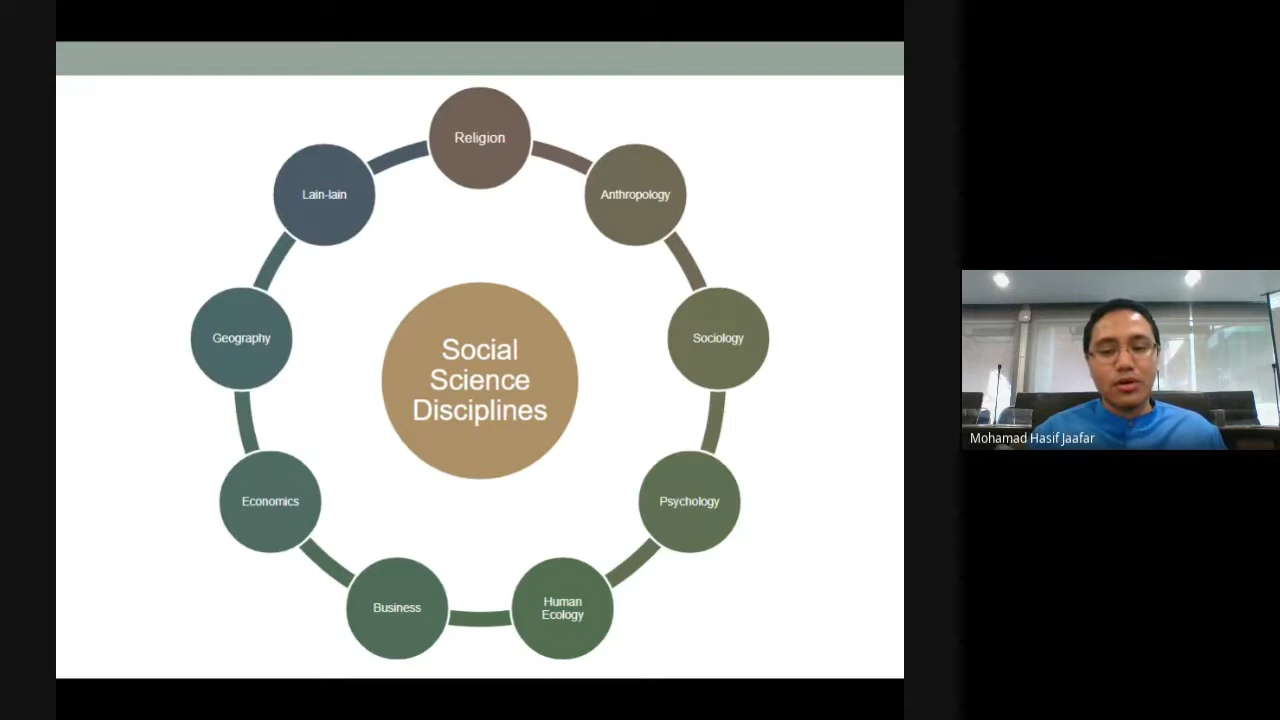 Religion
Lain-lain
Anthropology
Geography
Sociology
Social
Science
Disciplines
Economics
Psychology
Business
Human
Ecology
Mohamad Hasif Jaafar